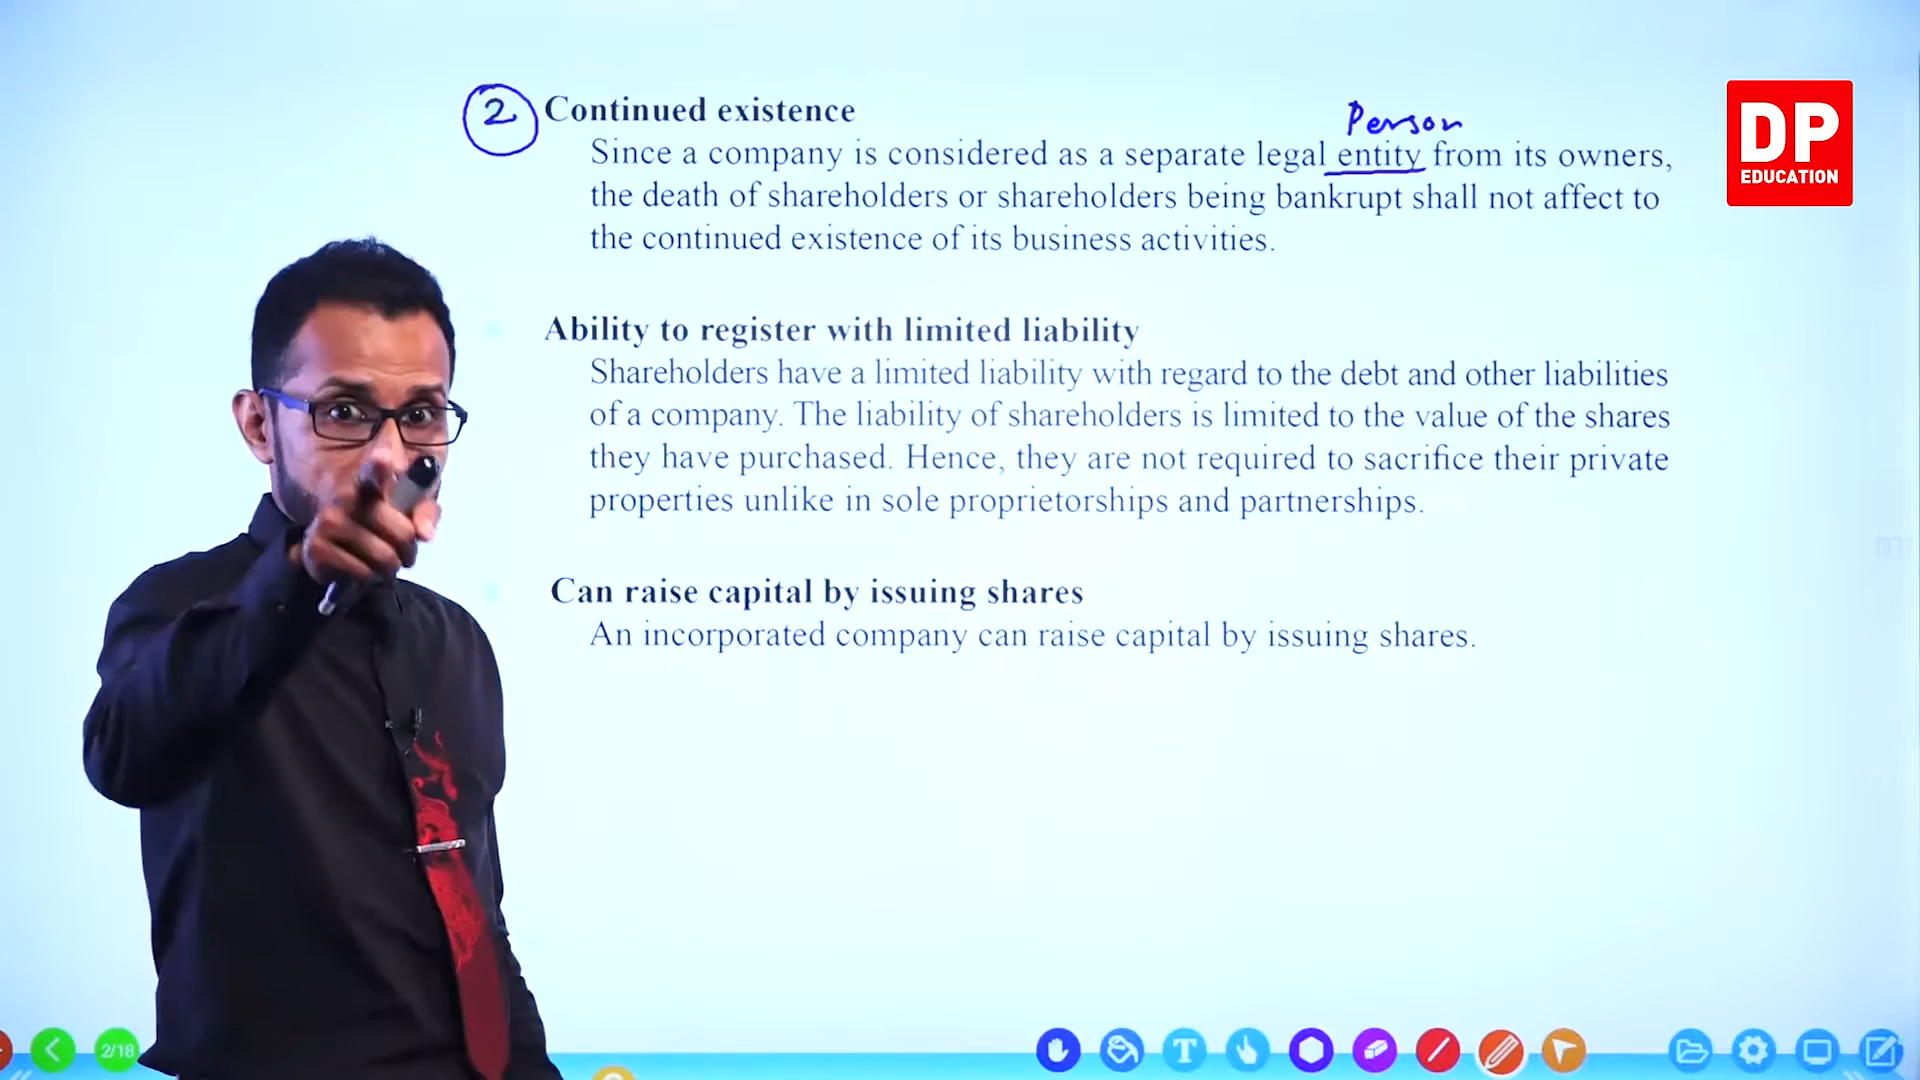 2 Continued existence
Person
Since a company is considered as a separate legal entity from its owners,
the death of shareholders or shareholders being bankrupt shall not affect to
the continued existence of its business activities.
Ability to register with limited liability
Shareholders have a limited liability with regard to the debt and other liabilities
of a company. The liability of shareholders is limited to the value of the shares
they have purchased. Hence, they are not required to sacrifice their private
properties unlike in sole proprietorships and partnerships.
Can raise capital by issuing shares
An incorporated company can raise capital by issuing shares.
DP
EDUCATION
2/18
T